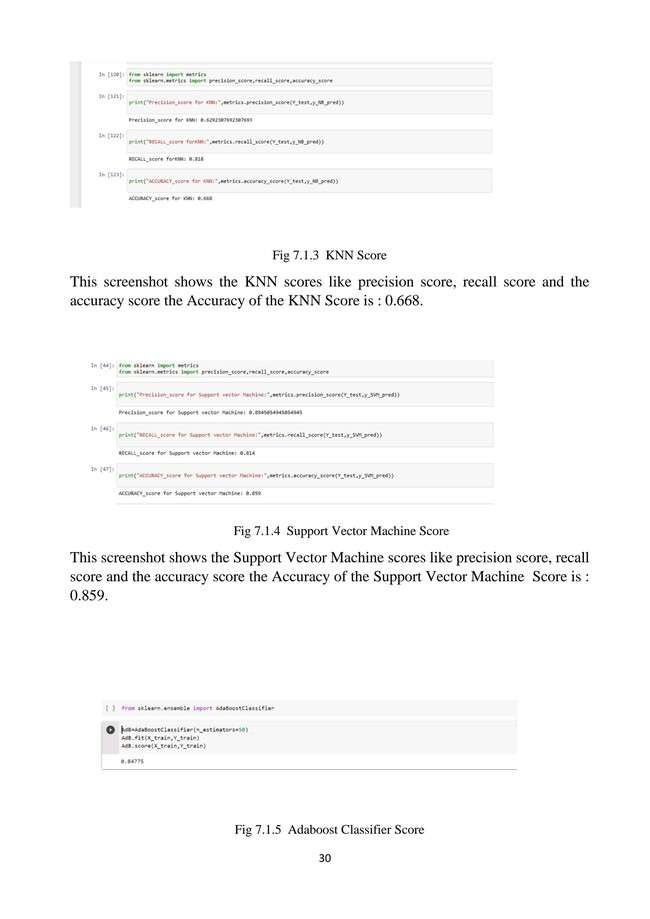 In [120]: from sklearn import metrics
from sklearn.metrics import precision_score,recall_score,accuracy_score
In [121]:
print("Precision_score for KNN:",metrics.precision_score(Y_test,y_NB_pred))
Precision_score for KNN: 0.6292307692307693
In [122]:
print("RECALL_score forKNN:",metrics.recall_score(Y_test,y_NB_pred))
RECALL_score forKNN: 0.818
In [123]:
print("ACCURACY_score for KNN:",metrics.accuracy_score(Y_test,y_NB_pred))
ACCURACY_score for KNN: 0.668
Fig 7.1.3 KNN Score
This screenshot shows the KNN scores like precision score, recall score and the
accuracy score the Accuracy of the KNN Score is : 0.668.
In [44]: from sklearn import metrics
from sklearn.metrics import precision_score,recall_score,accuracy_score
In [45]:
print("Precision_score for Support vector Machine:",metrics.precision_score(Y_test,y_SVM_pred))
Precision_score for Support vector Machine: 0.8945054945054945
In [46]:
print("RECALL_score for Support vector Machine:",metrics.recall_score(Y_test,y_SVM_pred))
RECALL_score for Support vector Machine: 0.814
In [47]:
print("ACCURACY_score for Support vector Machine:",metrics.accuracy_score(Y_test,y_SVM_pred))
ACCURACY_score for Support vector Machine: 0.859
Fig 7.1.4 Support Vector Machine Score
This screenshot shows the Support Vector Machine scores like precision score, recall
score and the accuracy score the Accuracy of the Support Vector Machine Score is :
0.859.
[ ] from sklearn.ensemble import AdaBoostClassifier
AdB=AdaBoostClassifier(n_estimators=50)
AdB.fit(X_train,Y_train)
AdB.score(X_train,Y_train)
0.84775
Fig 7.1.5 Adaboost Classifier Score
30